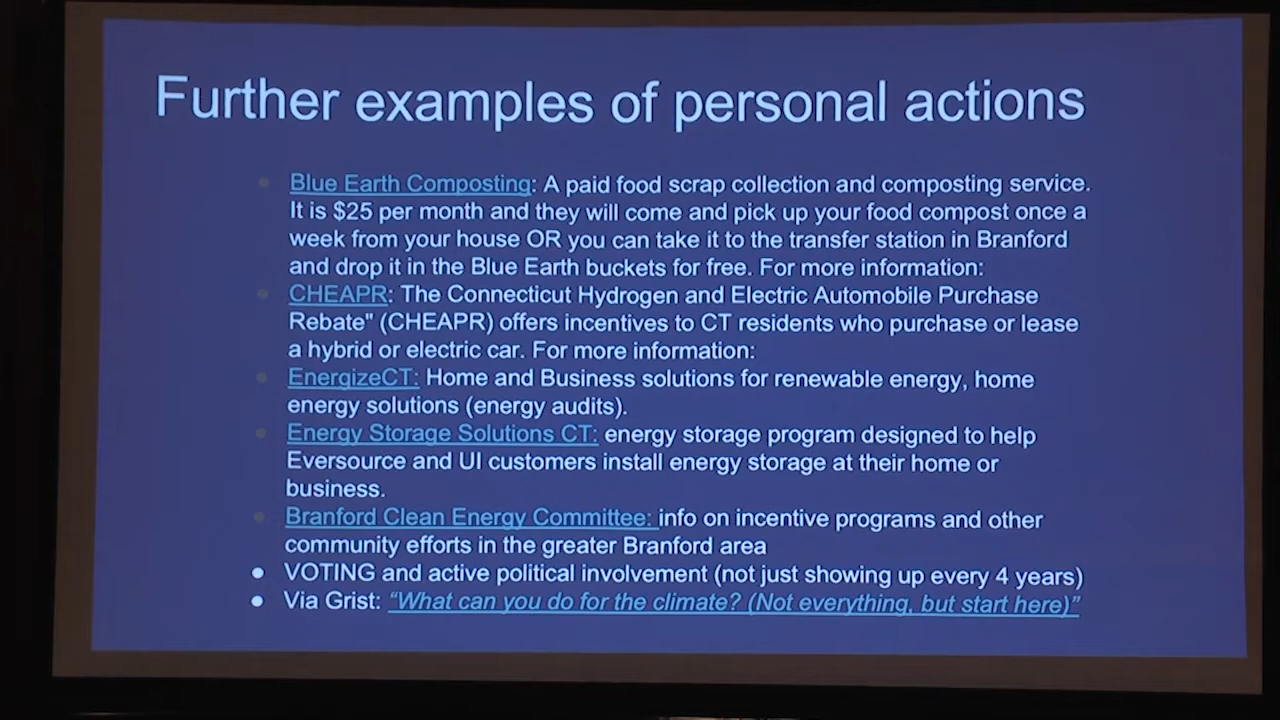 Further examples of personal actions
Blue Earth Composting: A paid food scrap collection and composting service.
It is $25 per month and they will come and pick up your food compost once a
week from your house OR you can take it to the transfer station in Branford
and drop it in the Blue Earth buckets for free. For more information:
CHEAPR: The Connecticut Hydrogen and Electric Automobile Purchase
Rebate" (CHEAPR) offers incentives to CT residents who purchase or lease
a hybrid or electric car. For more information:
EnergizeCT: Home and Business solutions for renewable energy, home
energy solutions (energy audits).
Energy Storage Solutions CT: energy storage program designed to help
Eversource and UI customers install energy storage at their home or
business.
Branford Clean Energy Committee: info on incentive programs and other
community efforts in the greater Branford area
● VOTING and active political involvement (not just showing up every 4 years)
● Via Grist: “What can you do for the climate? (Not everything, but start here)”